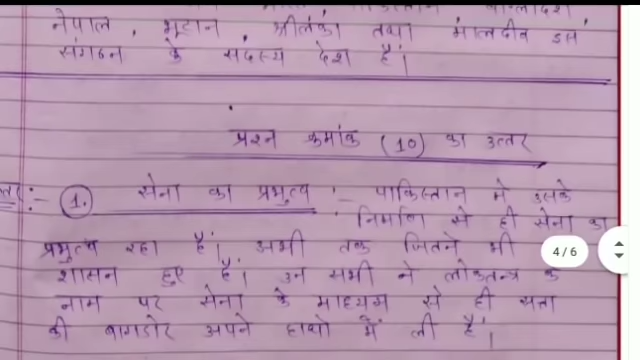 पाकिस्तान बांग्लादेश
नेपाल, भूटान, श्रीलंका तथा मालदीव इस
संगठन के सदस्य देश हैं।
प्रश्न क्रमांक (10) का उत्तर
1. सेना का प्रभुत्व :- पाकिस्तान में उसके
निर्माण से ही सेना का
प्रभुत्व रहा है। अभी तक जितने भी
शासन हुए हैं। उन सभी ने लोकतन्त्र के
नाम पर सेना के माध्यम से ही सत्ता
की बागडोर अपने हाथो में ली है।
4/6